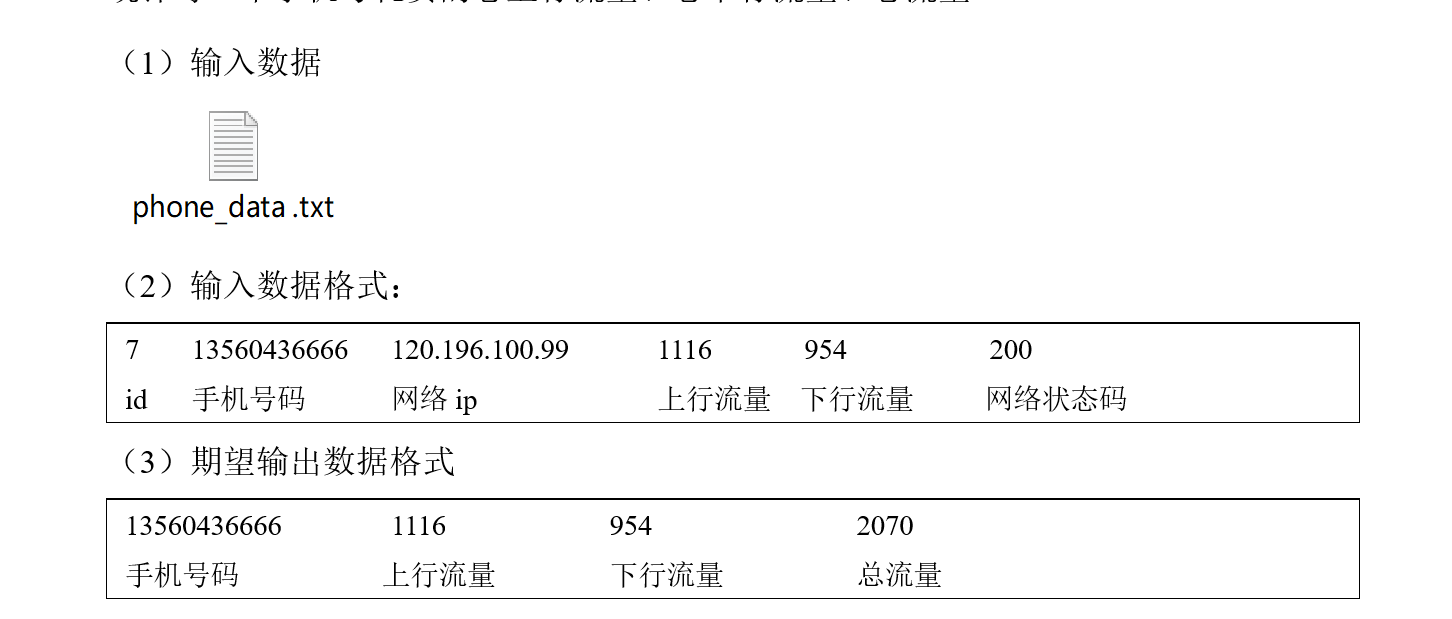 （1）输入数据
phone_data .txt
（2）输入数据格式：
7 13560436666 120.196.100.99 1116 954 200
id 手机号码 网络 ip 上行流量 下行流量 网络状态码
（3）期望输出数据格式
13560436666 1116 954 2070
手机号码 上行流量 下行流量 总流量